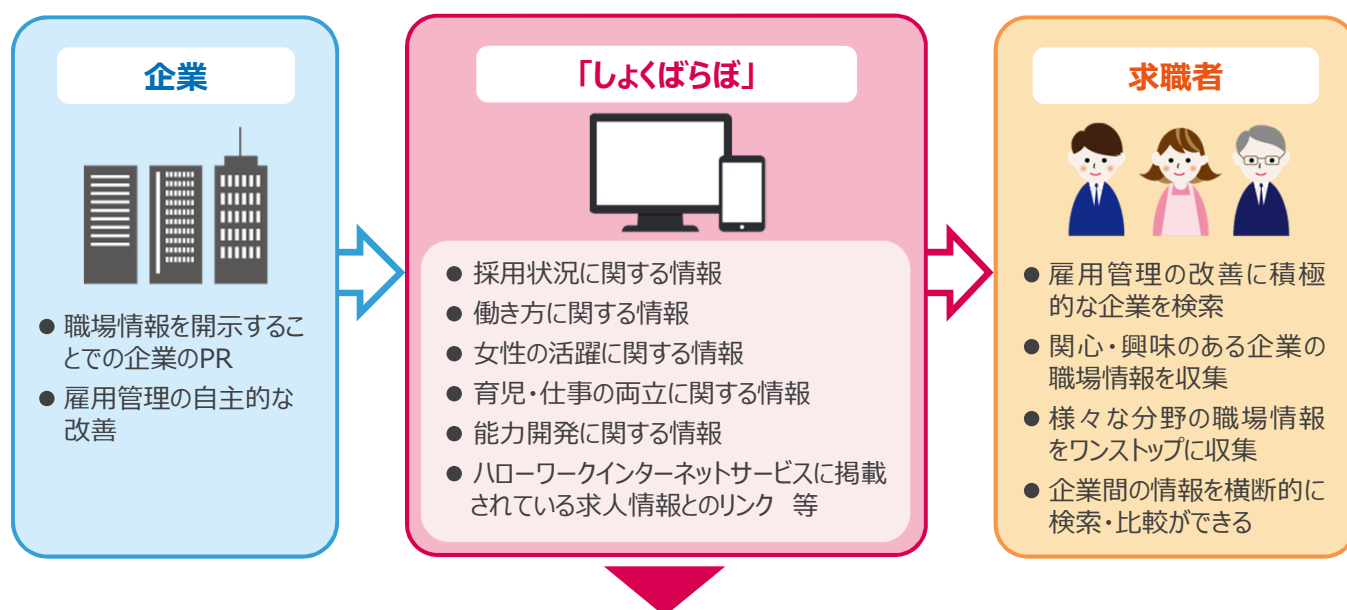 企業
● 職場情報を開示するこ
とでの企業のPR
● 雇用管理の自主的な
改善
「しょくばらぼ」
● 採用状況に関する情報
● 働き方に関する情報
● 女性の活躍に関する情報
● 育児・仕事の両立に関する情報
● 能力開発に関する情報
● ハローワークインターネットサービスに掲載
されている求人情報とのリンク 等
求職者
● 雇用管理の改善に積極
的な企業を検索
● 関心・興味のある企業の
職場情報を収集
● 様々な分野の職場情報
をワンストップに収集
● 企業間の情報を横断的に
検索・比較ができる